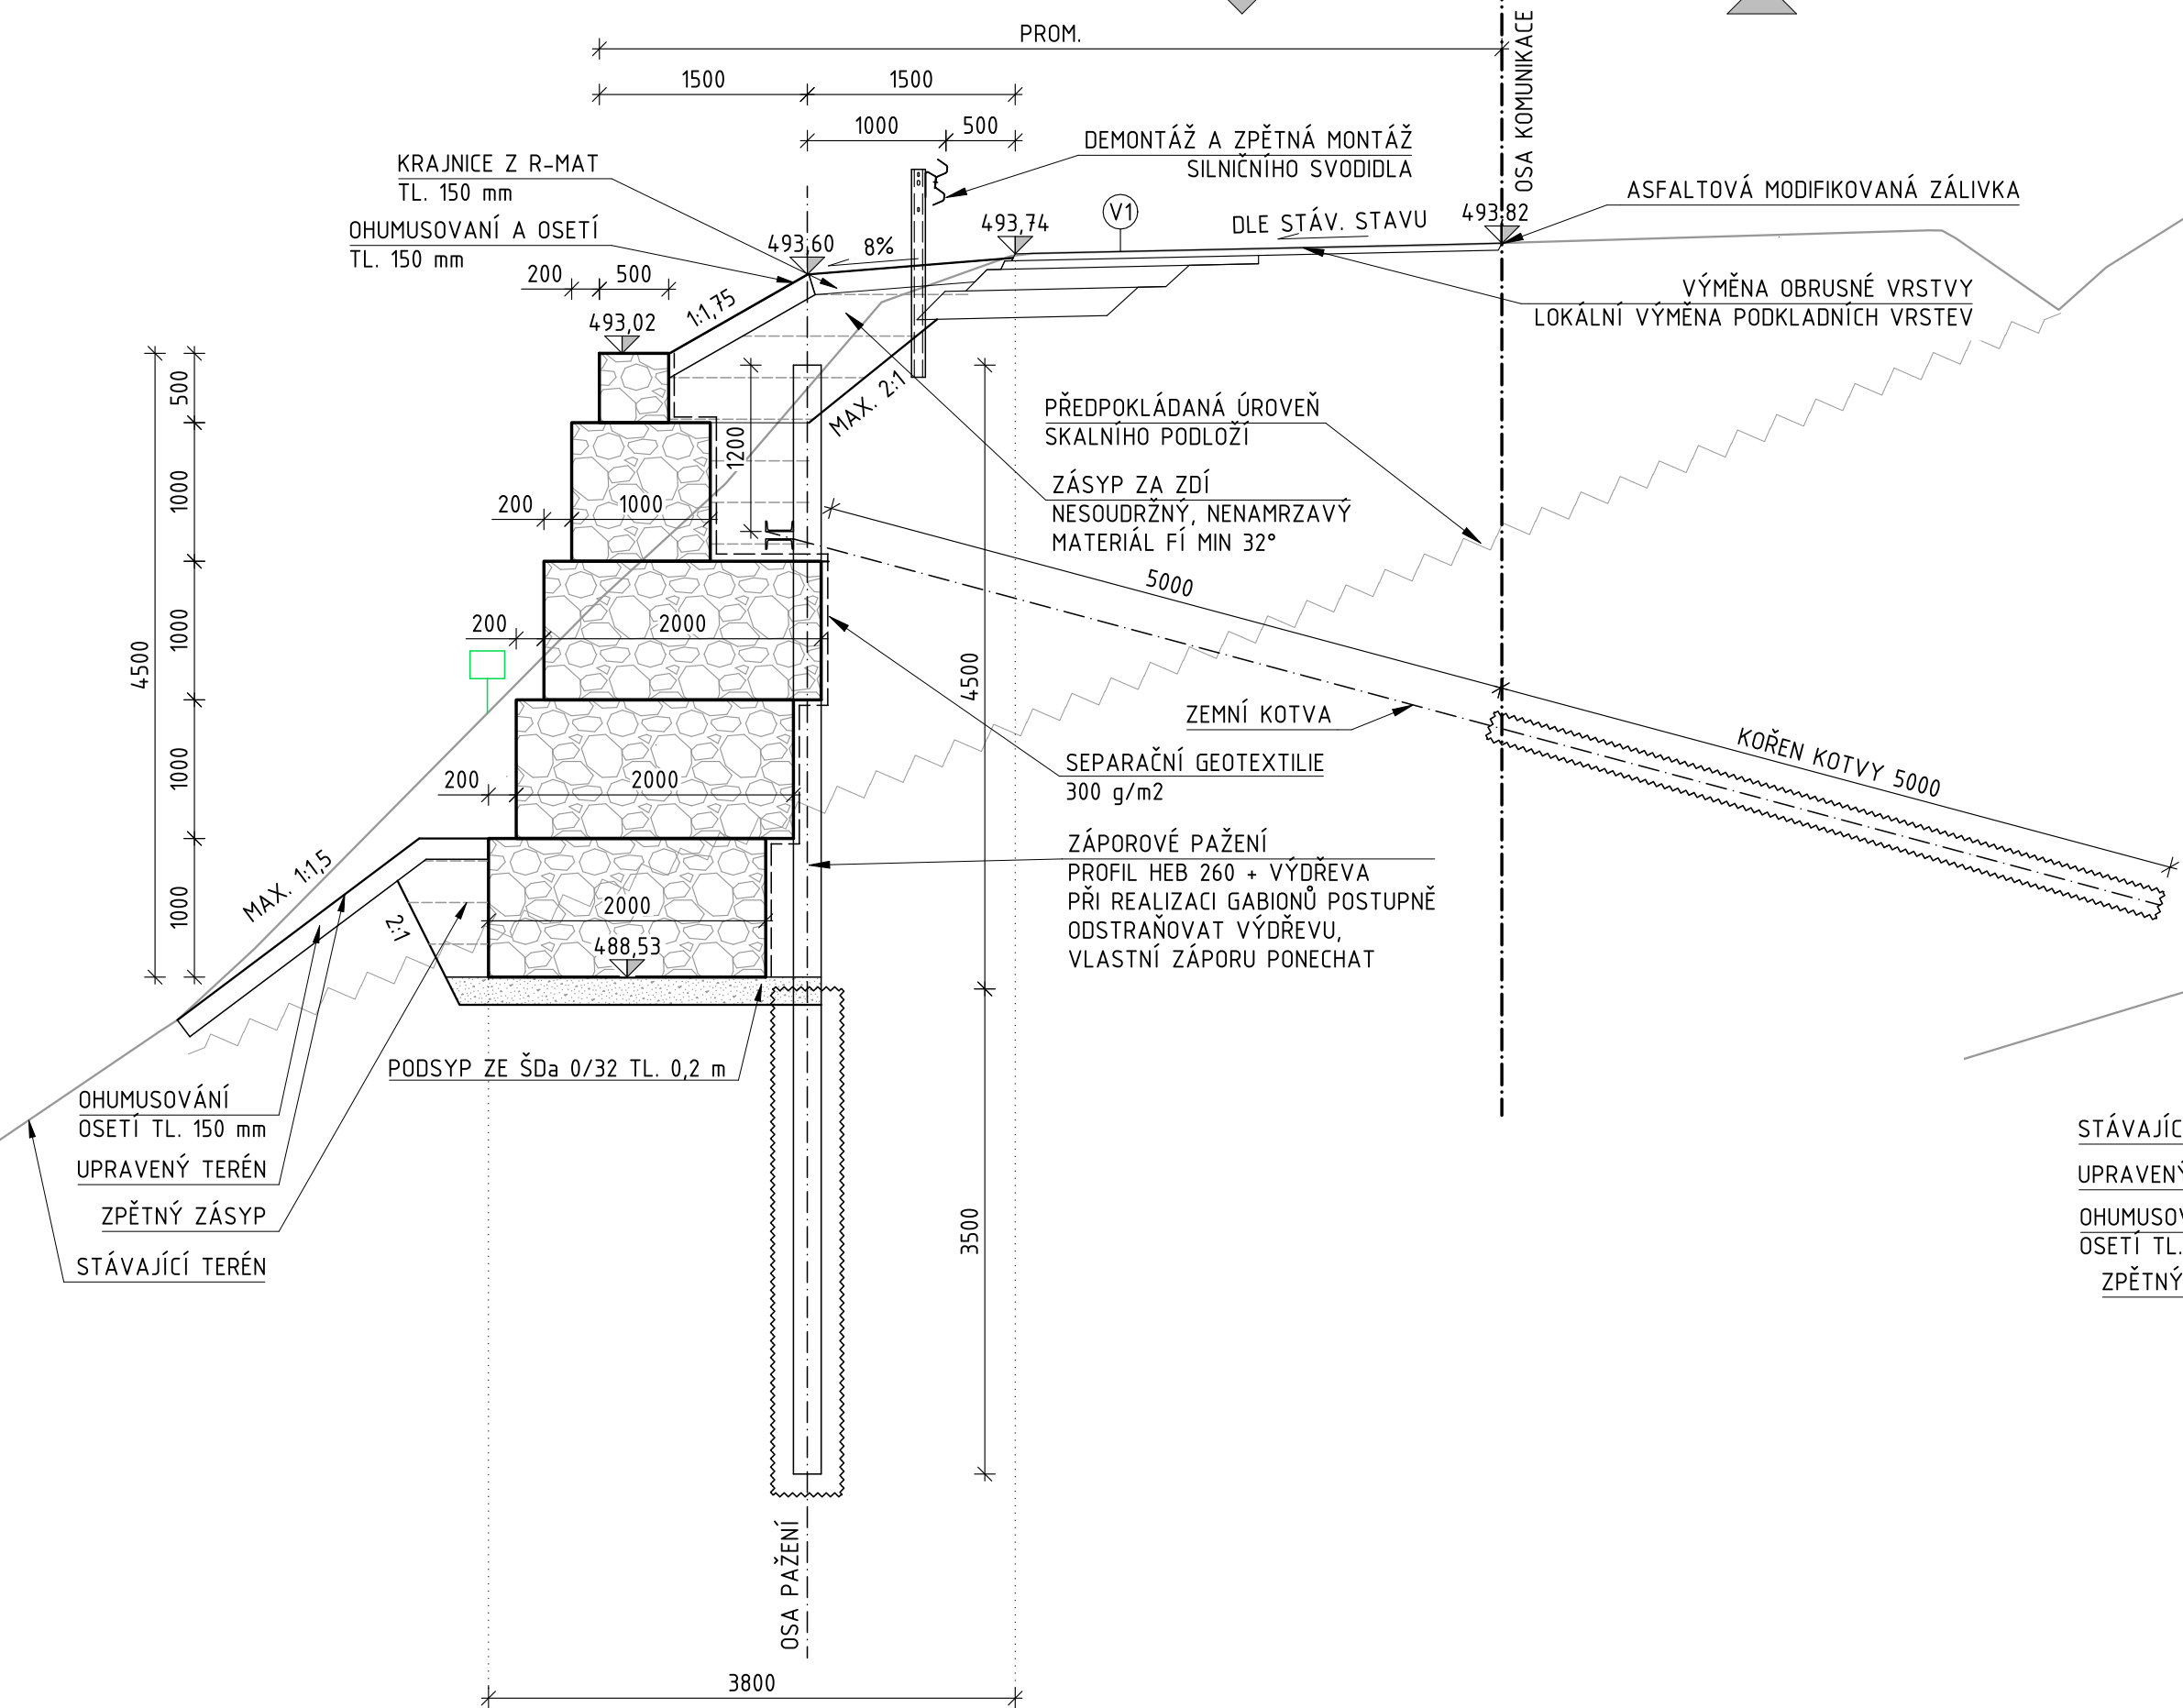 PROM.
1500
1500
1000
500
OSA KOMUNIKACE
KRAJNICE Z R-MAT
TL. 150 mm
DEMONTÁŽ A ZPĚTNÁ MONTÁŽ
SILNIČNÍHO SVODIDLA
ASFALTOVÁ MODIFIKOVANÁ ZÁLIVKA
OHUMUSOVANÍ A OSETÍ
TL. 150 mm
493,60
8%
493,74
V1
DLE STÁV. STAVU
493,82
200
500
1:1,75
493,02
VÝMĚNA OBRUSNÉ VRSTVY
LOKÁLNÍ VÝMĚNA PODKLADNÍCH VRSTEV
MAX. 2:1
PŘEDPOKLÁDANÁ ÚROVEŇ
SKALNÍHO PODLOŽÍ
500
1200
ZÁSYP ZA ZDÍ
NESOUDRŽNÝ, NENAMRZAVÝ
MATERIÁL FÍ MIN 32°
1000
200
1000
5000
4500
1000
200
2000
4500
ZEMNÍ KOTVA
KOŘEN KOTVY 5000
SEPARAČNÍ GEOTEXTILIE
300 g/m2
1000
200
2000
ZÁPOROVÉ PAŽENÍ
PROFIL HEB 260 + VÝDŘEVA
PŘI REALIZACI GABIONŮ POSTUPNĚ
ODSTRAŇOVAT VÝDŘEVU,
VLASTNÍ ZÁPORU PONECHAT
MAX. 1:1,5
1000
2:1
2000
488,53
PODSYP ZE ŠDa 0/32 TL. 0,2 m
OHUMUSOVÁNÍ
OSETÍ TL. 150 mm
UPRAVENÝ TERÉN
ZPĚTNÝ ZÁSYP
STÁVAJÍCÍ TERÉN
3500
STÁVAJÍC
UPRAVENÝ
OHUMUSOV
OSETÍ TL.
ZPĚTNÝ
OSA PAŽENÍ
3800